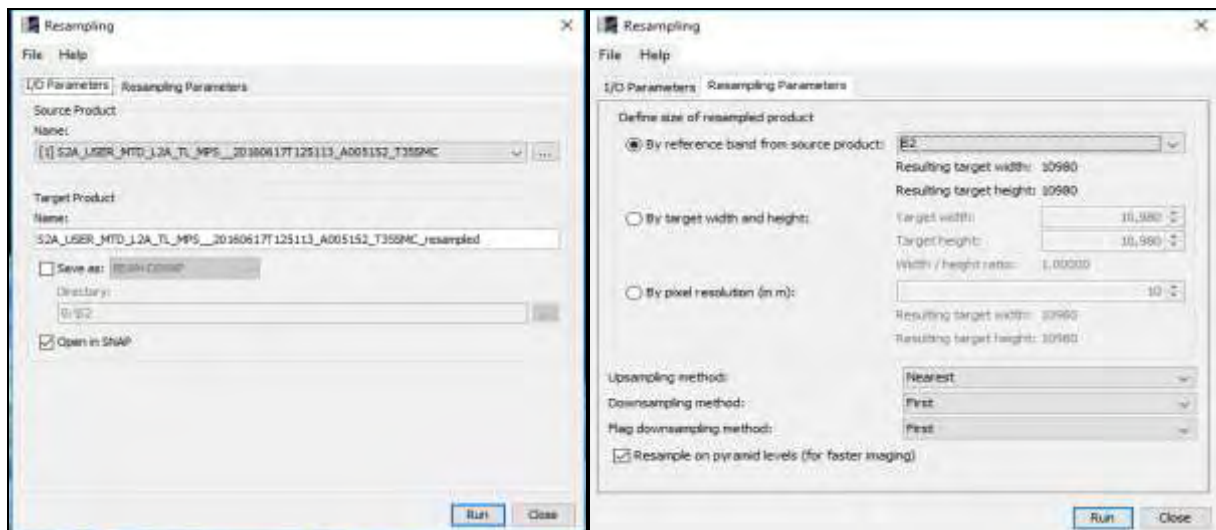 Resampling
File Help
I/O Parameters Resampling Parameters
Source Product
Name:
[1] S2A_USER_MTD_L2A_TL_MPS__20160617T125113_A005152_T35SMC
...
Target Product
Name:
S2A_USER_MTD_L2A_TL_MPS__20160617T125113_A005152_T35SMC_resampled
Save as: BEAM-DIMAP
Directory:
Open in SNAP
Run Close
Resampling
File Help
I/O Parameters Resampling Parameters
Define size of resampled product
By reference band from source product: B2
Resulting target width: 10980
Resulting target height: 10980
By target width and height: Target width: 10,980
Target height: 10,980
Width / height ratio: 1.00000
By pixel resolution (in m): 10
Resulting target width: 10980
Resulting target height: 10980
Upsampling method: Nearest
Downsampling method: First
Flag downsampling method: First
Resample on pyramid levels (for faster imaging)
Run Close